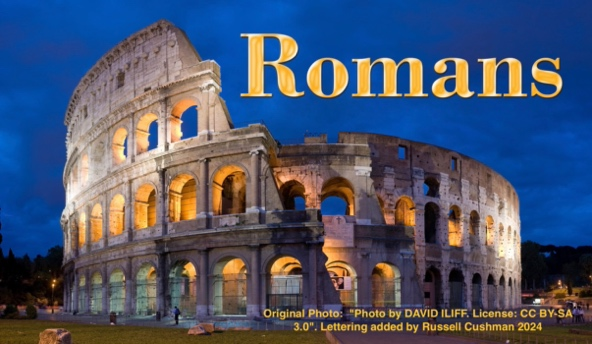 Romans
Original Photo:  "Photo by DAVID ILIFF. License: CC BY-SA
3.0". Lettering added by Russell Cushman 2024